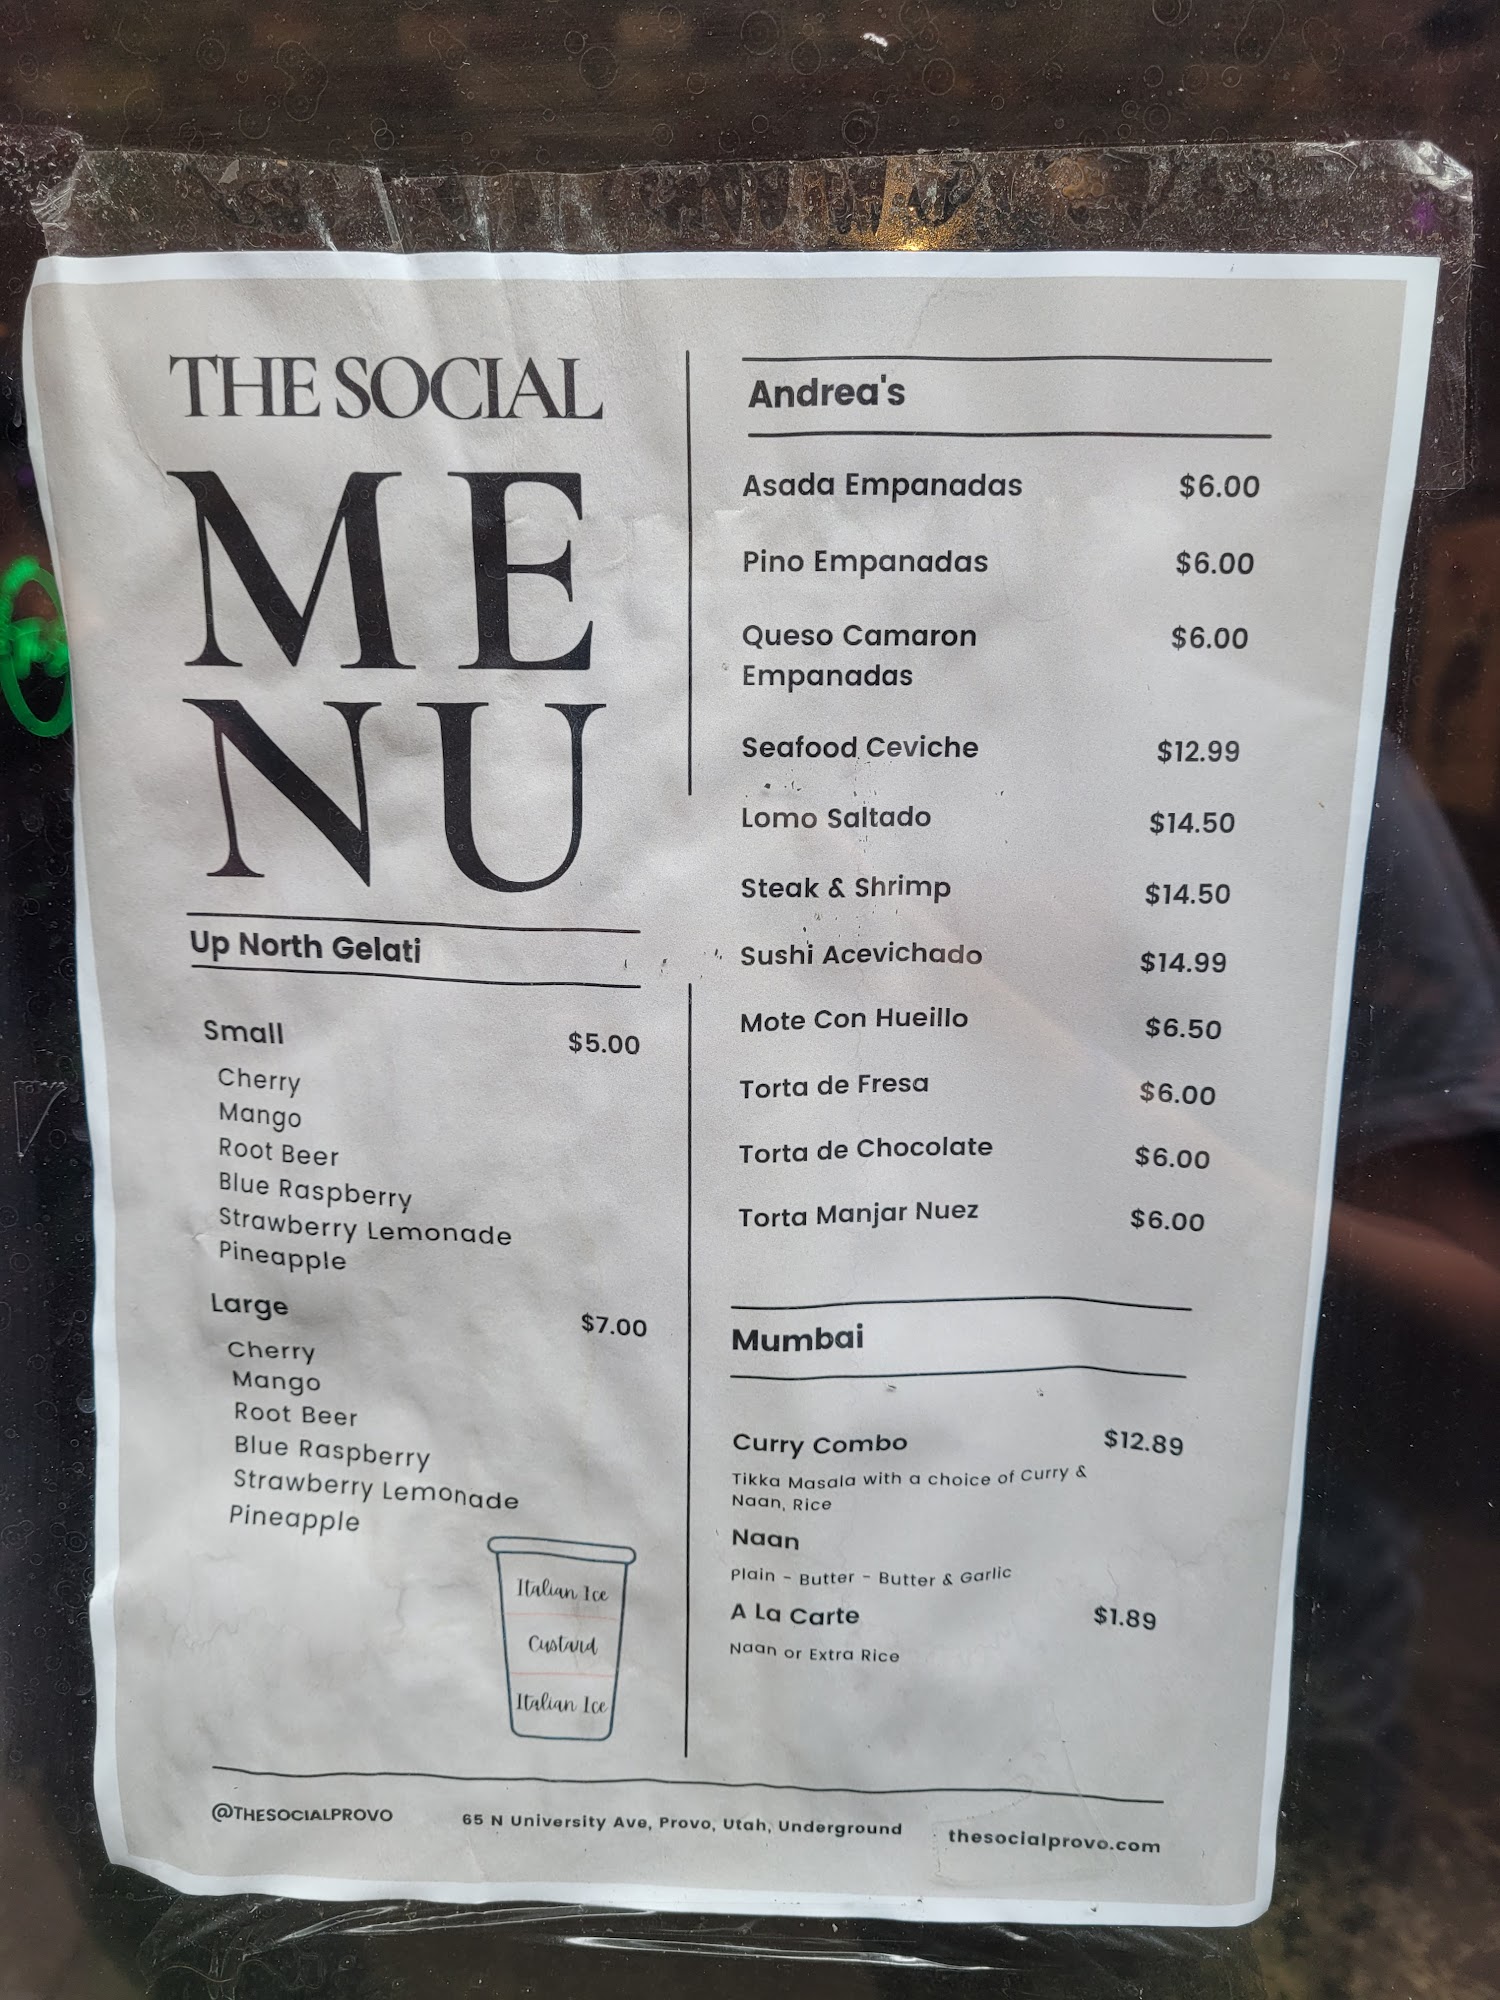 THE SOCIAL
ME
NU
Up North Gelati
Small $5.00
Cherry
Mango
Root Beer
Blue Raspberry
Strawberry Lemonade
Pineapple
Large $7.00
Cherry
Mango
Root Beer
Blue Raspberry
Strawberry Lemonade
Pineapple
Italian Ice
Custard
Italian Ice
Andrea's
Asada Empanadas $6.00
Pino Empanadas $6.00
Queso Camaron $6.00
Empanadas
Seafood Ceviche $12.99
Lomo Saltado $14.50
Steak & Shrimp $14.50
Sushi Acevichado $14.99
Mote Con Hueillo $6.50
Torta de Fresa $6.00
Torta de Chocolate $6.00
Torta Manjar Nuez $6.00
Mumbai
Curry Combo $12.89
Tikka Masala with a choice of Curry &
Naan, Rice
Naan
Plain - Butter - Butter & Garlic
A La Carte $1.89
Naan or Extra Rice
@THESOCIALPROVO 65 N University Ave, Provo, Utah, Underground thesocialprovo.com